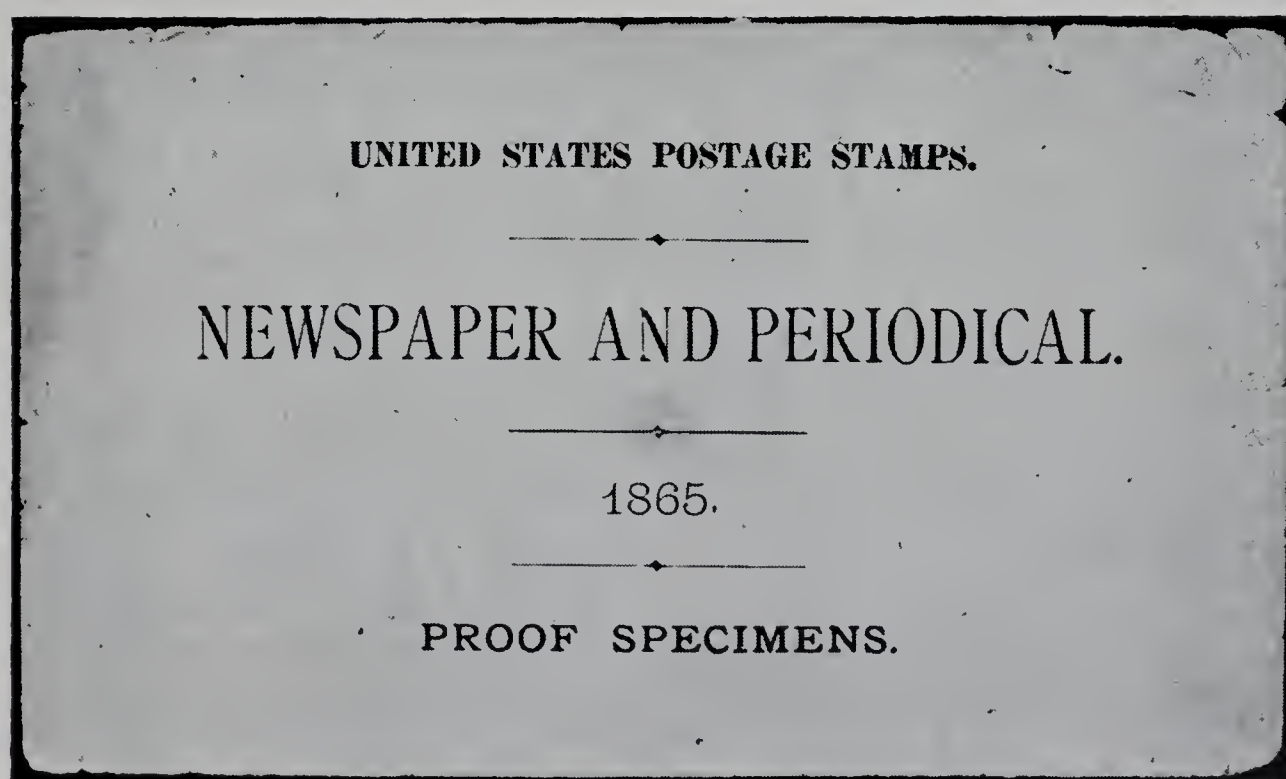 UNITED STATES POSTAGE STAMPS.
NEWSPAPER AND PERIODICAL.
1865.
PROOF SPECIMENS.